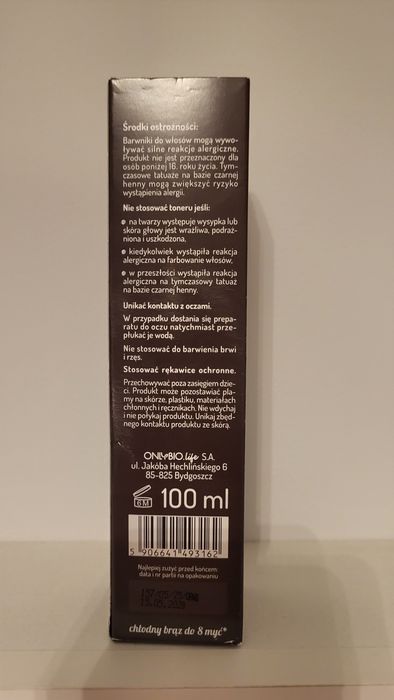 Środki ostrożności:
Barwniki do włosów mogą wywo-
ływać silne reakcje alergiczne.
Produkt nie jest przeznaczony dla
osób poniżej 16. roku życia. Tym-
czasowe tatuaże na bazie czarnej
henny mogą zwiększyć ryzyko
wystąpienia alergii.
Nie stosować toneru jeśli:
na twarzy występuje wysypka lub
skóra głowy jest wrażliwa, podraż-
niona i uszkodzona,
kiedykolwiek wystąpiła reakcja
alergiczna na farbowanie włosów,
w przeszłości wystąpiła reakcja
alergiczna na tymczasowy tatuaż
na bazie czarnej henny.
Unikać kontaktu z oczami.
W przypadku dostania się prepa-
ratu do oczu natychmiast prze-
płukać je wodą.
Nie stosować do barwienia brwi
i rzęs.
Stosować rękawice ochronne.
Przechowywać poza zasięgiem dzie-
ci. Produkt może pozostawiać pla-
my na skórze, plastiku, materiałach
chłonnych i ręcznikach. Nie wdychaj
i nie połykaj produktu. Unikaj zbęd-
nego kontaktu produktu ze skórą.
ONLYBIO.life S.A.
ul. Jakóba Hechlińskiego 6
85-825 Bydgoszcz
6M 100 ml
5 906641 493162
Najlepiej zużyć przed końcem:
data i nr partii na opakowaniu
chłodny brąz do 8 myć*